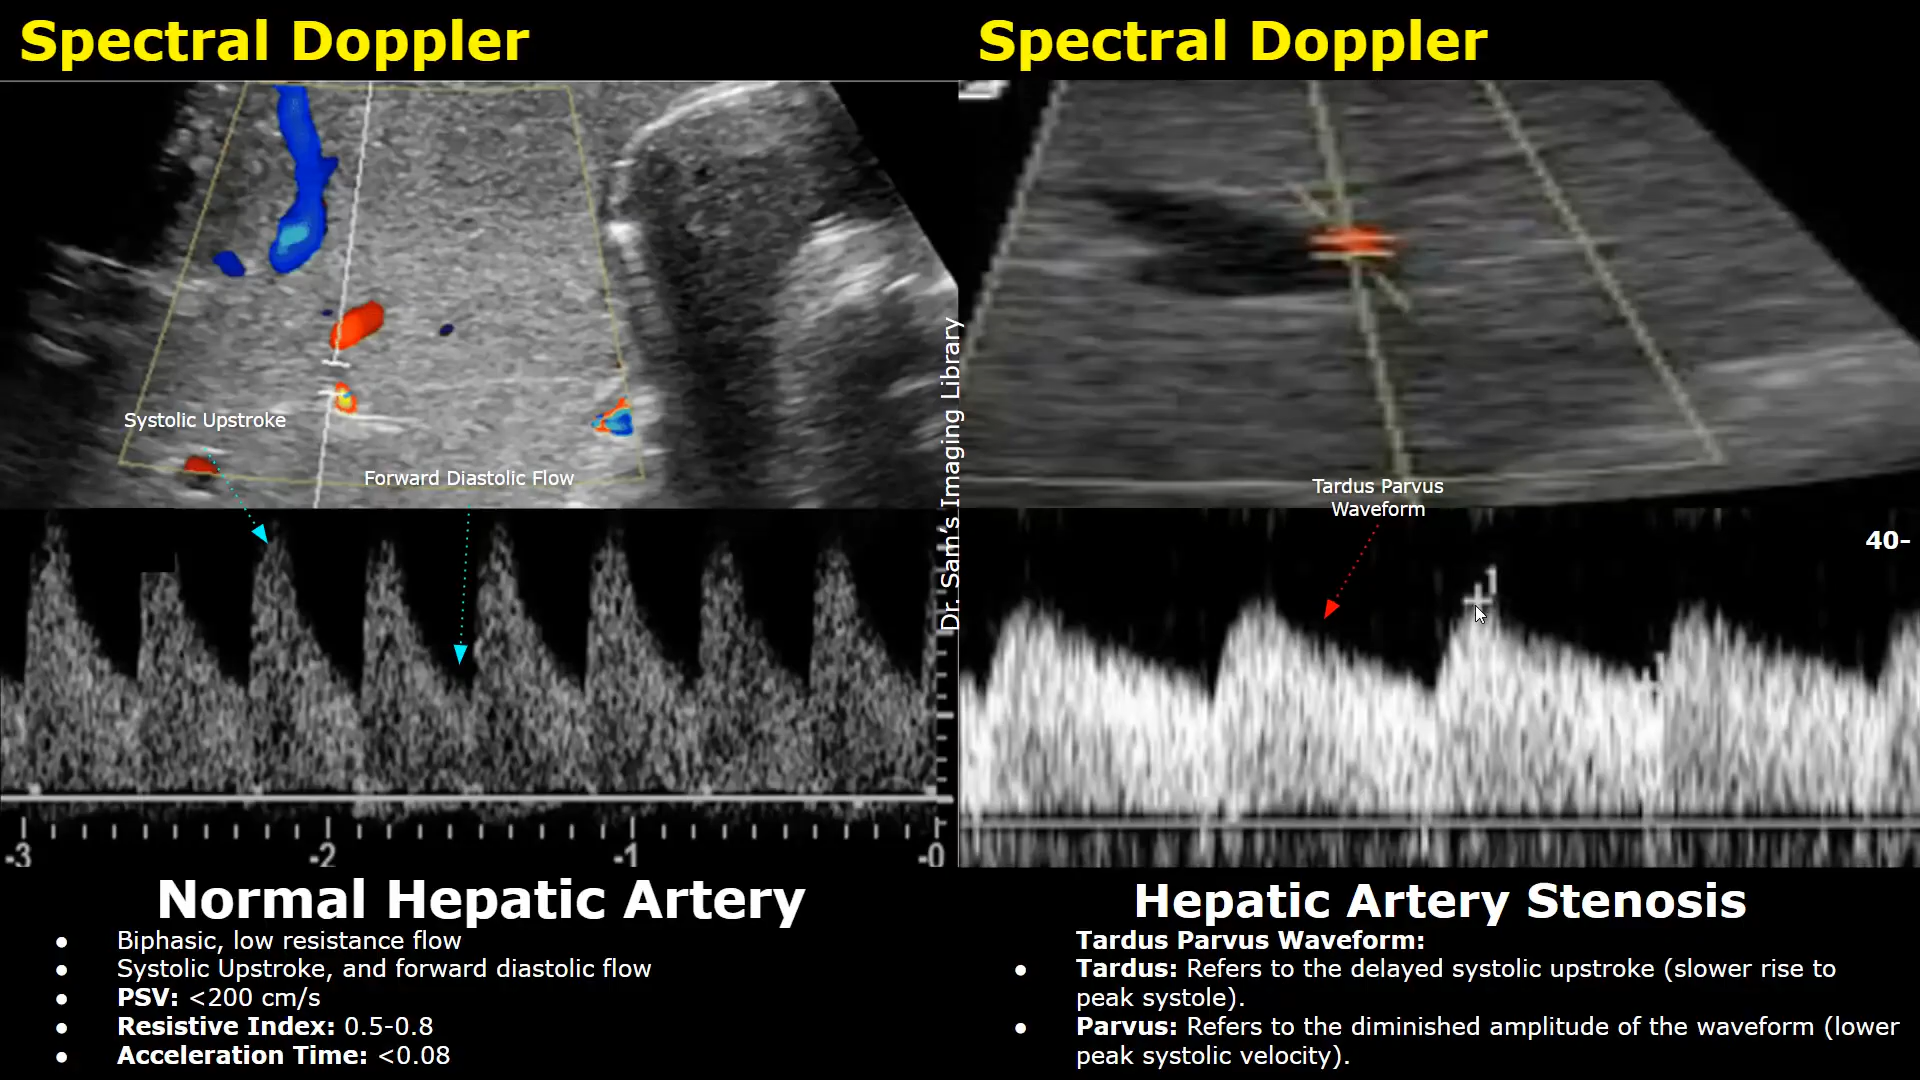 Spectral Doppler
Systolic Upstroke
Forward Diastolic Flow
-3
-2
-1
-0
Normal Hepatic Artery
● Biphasic, low resistance flow
● Systolic Upstroke, and forward diastolic flow
● PSV: <200 cm/s
● Resistive Index: 0.5-0.8
● Acceleration Time: <0.08
Dr. Sam's Imaging Library
Spectral Doppler
Tardus Parvus
Waveform
40-
1
Hepatic Artery Stenosis
Tardus Parvus Waveform:
● Tardus: Refers to the delayed systolic upstroke (slower rise to
peak systole).
● Parvus: Refers to the diminished amplitude of the waveform (lower
peak systolic velocity).